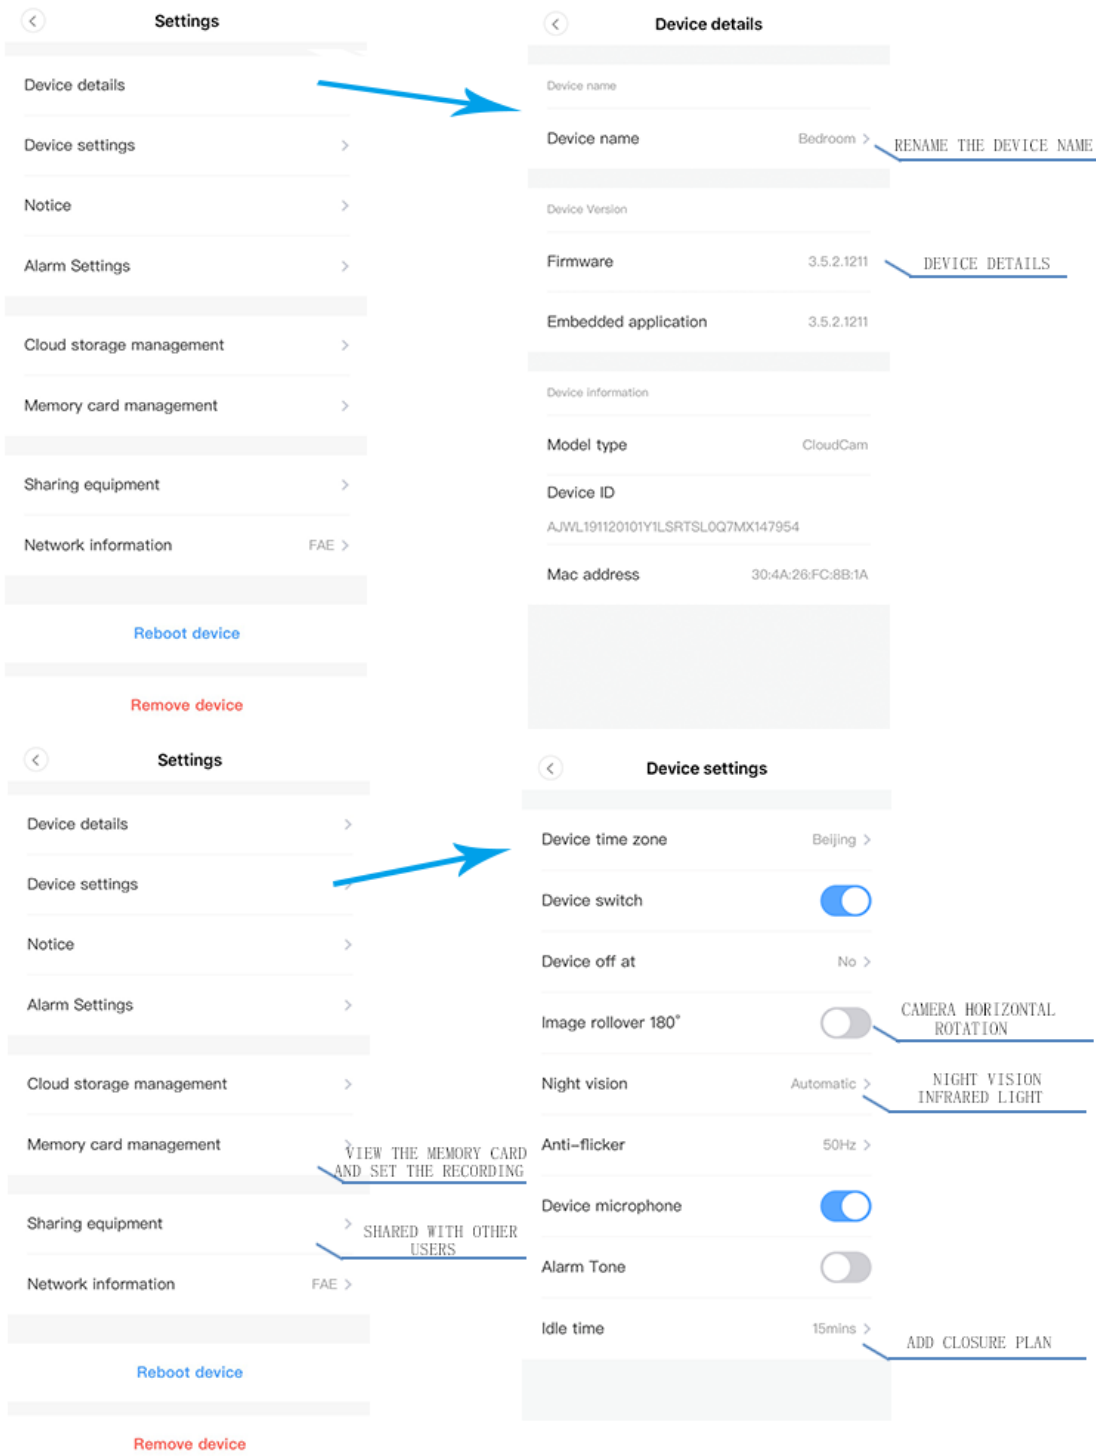 Settings
Device details
Device settings
Notice
Alarm Settings
Cloud storage management
Memory card management
Sharing equipment
Network information FAE
Reboot device
Remove device
Device details
Device name
Device name Bedroom
RENAME THE DEVICE NAME
Device Version
Firmware 3.5.2.1211
DEVICE DETAILS
Embedded application 3.5.2.1211
Device information
Model type CloudCam
Device ID
AJWL191120101Y1LSRTSL0Q7MX147954
Mac address 30:4A:26:FC:8B:1A
Settings
Device details
Device settings
Notice
Alarm Settings
Cloud storage management
Memory card management
VIEW THE MEMORY CARD
AND SET THE RECORDING
Sharing equipment
SHARED WITH OTHER
USERS
Network information FAE
Reboot device
Remove device
Device settings
Device time zone Beijing
Device switch
Device off at No
Image rollover 180°
CAMERA HORIZONTAL
ROTATION
Night vision Automatic
NIGHT VISION
INFRARED LIGHT
Anti-flicker 50Hz
Device microphone
Alarm Tone
Idle time 15mins
ADD CLOSURE PLAN